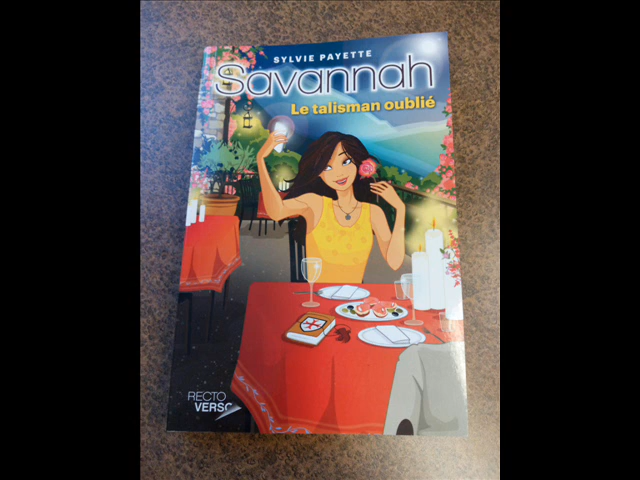 SYLVIE PAYETTE
Savannah
Le talisman oublié
RECTO
VERSO